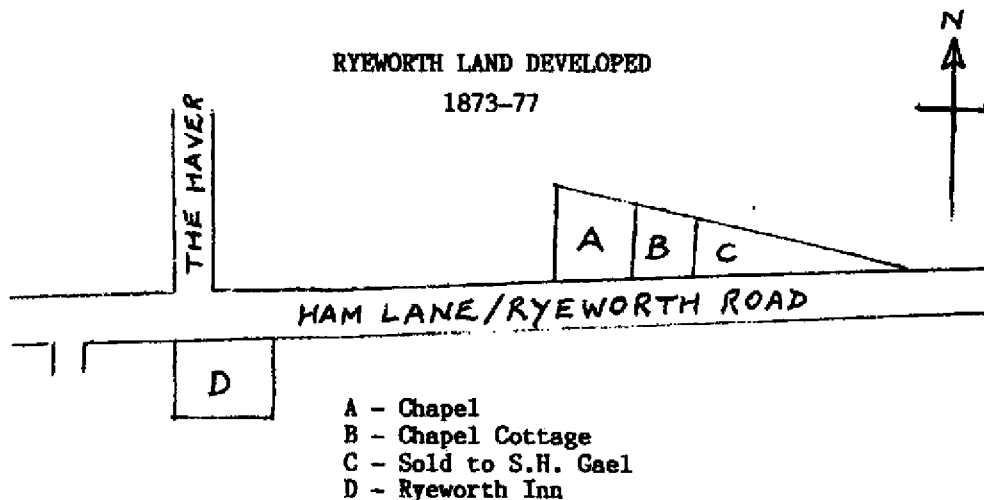 N
RYEWORTH LAND DEVELOPED
1873-77
THE HAVER
A
B
C
HAM LANE/RYEWORTH ROAD
D
A - Chapel
B - Chapel Cottage
C - Sold to S.H. Gael
D - Ryeworth Inn